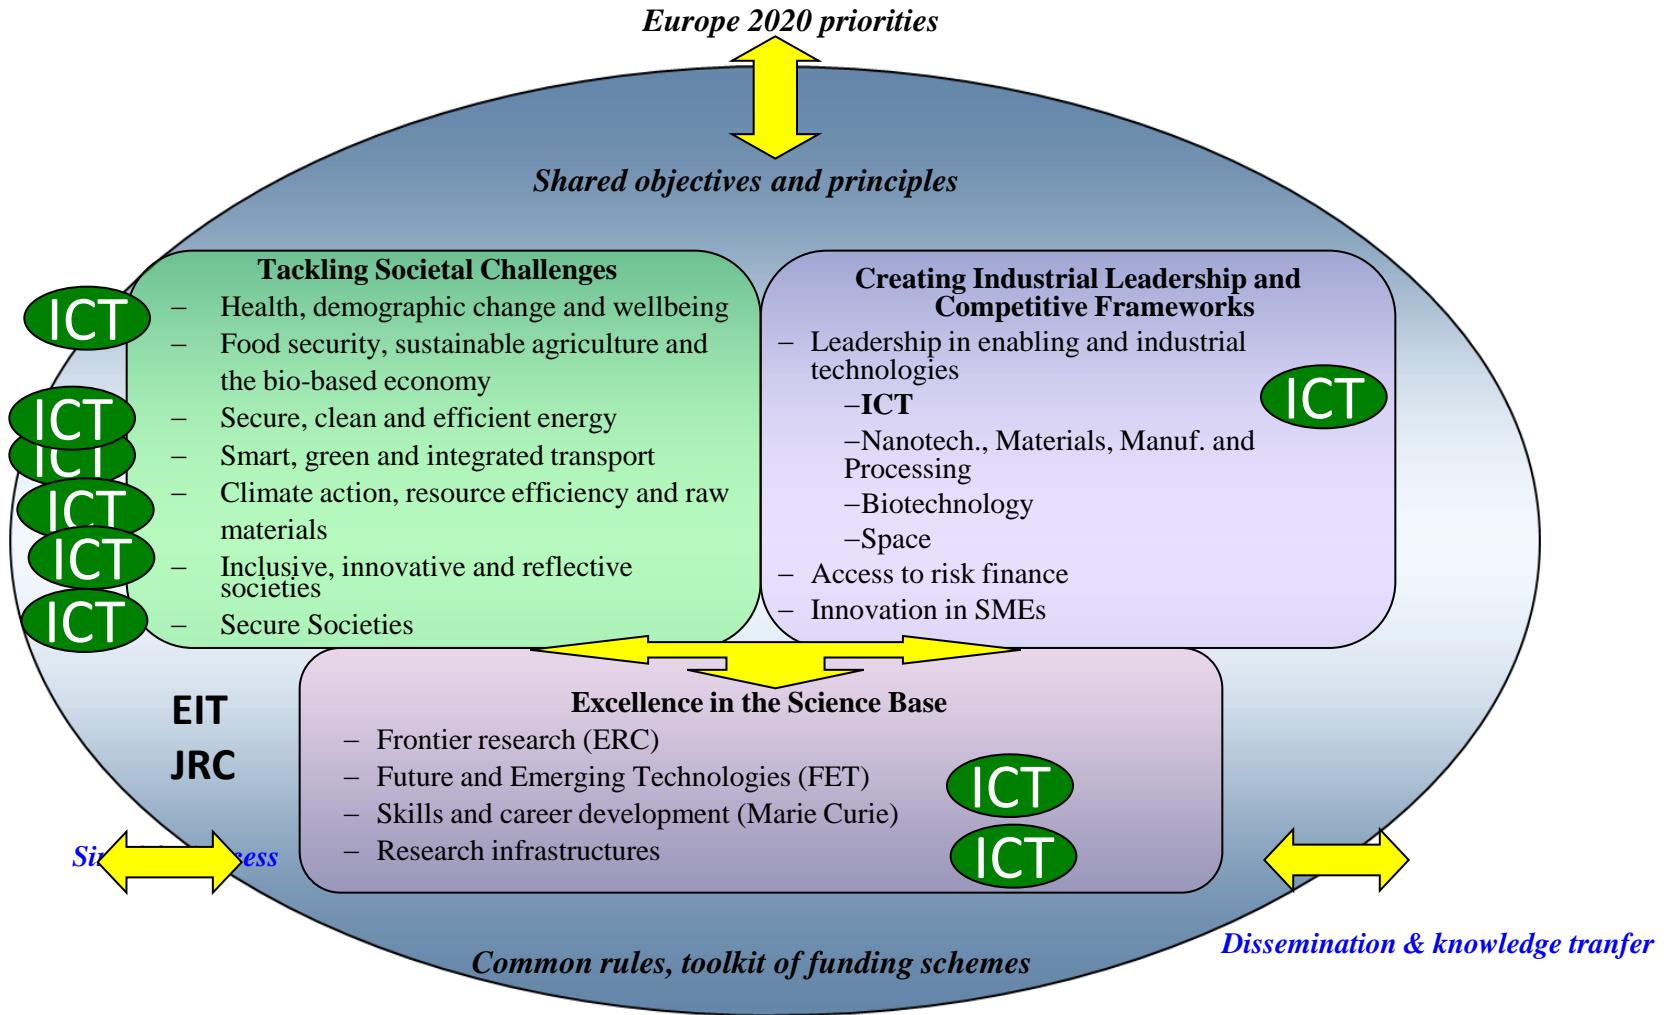 Europe 2020 priorities
Shared objectives and principles
Tackling Societal Challenges
– Health, demographic change and wellbeing
– Food security, sustainable agriculture and
the bio-based economy
– Secure, clean and efficient energy
– Smart, green and integrated transport
– Climate action, resource efficiency and raw
materials
– Inclusive, innovative and reflective
societies
– Secure Societies
ICT
ICT
ICT
ICT
ICT
ICT
Creating Industrial Leadership and
Competitive Frameworks
– Leadership in enabling and industrial
technologies
–ICT
–Nanotech., Materials, Manuf. and
Processing
–Biotechnology
–Space
– Access to risk finance
– Innovation in SMEs
ICT
EIT
JRC
Excellence in the Science Base
– Frontier research (ERC)
– Future and Emerging Technologies (FET)
– Skills and career development (Marie Curie)
– Research infrastructures
ICT
ICT
Common rules, toolkit of funding schemes
Dissemination & knowledge tranfer